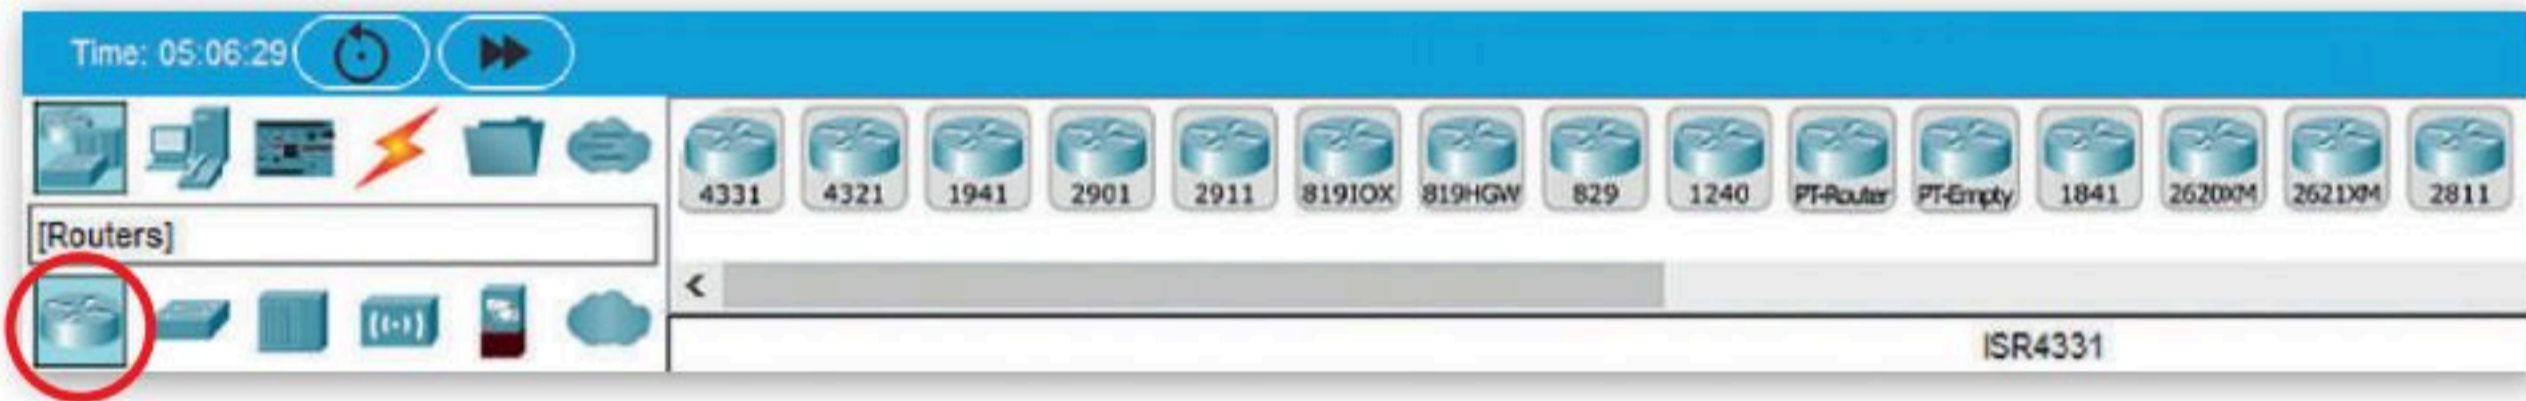 Time: 05:06:29
4331 4321 1941 2901 2911 819IOX 819HGW 829 1240 PT-Router PT-Empty 1841 2620XM 2621XM 2811
[Routers]
ISR4331